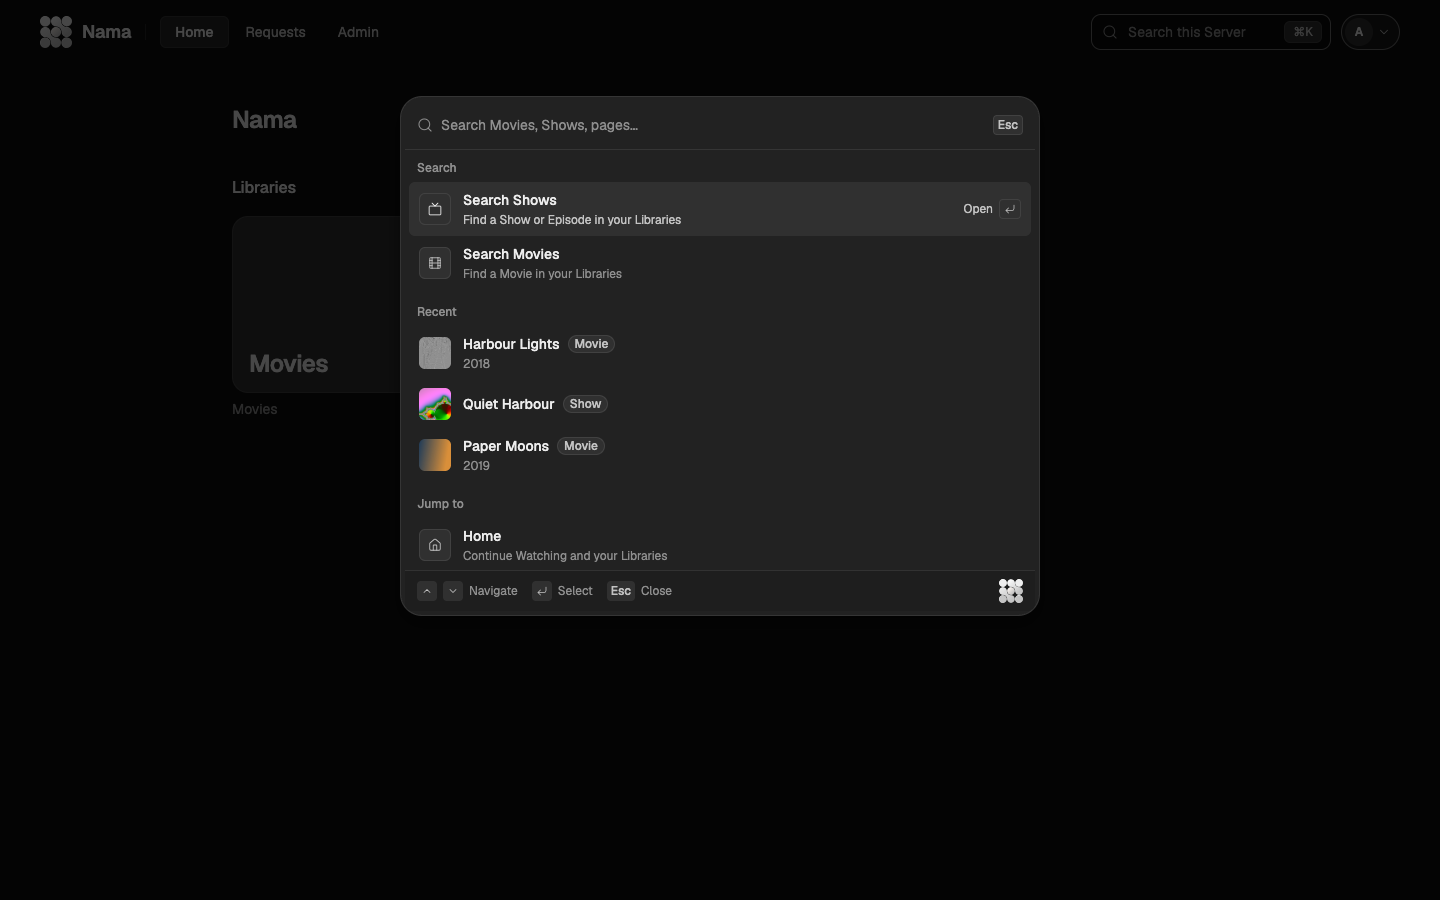 Nama
Home
Requests
Admin
Search this Server
⌘K
A
Nama
Libraries
Movies
Movies
Search Movies, Shows, pages...
Esc
Search
Search Shows
Find a Show or Episode in your Libraries
Open
Search Movies
Find a Movie in your Libraries
Recent
Harbour Lights Movie
2018
Quiet Harbour Show
Paper Moons Movie
2019
Jump to
Home
Continue Watching and your Libraries
Navigate
Select
Esc Close